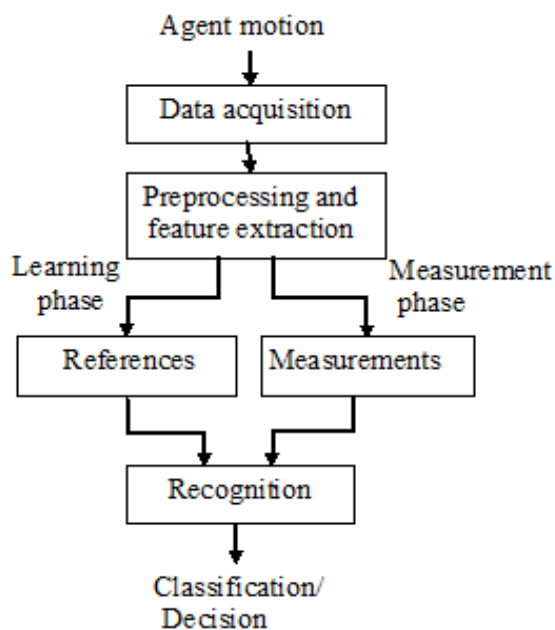 Agent motion
Data acquisition
Preprocessing and
feature extraction
Learning
phase
Measurement
phase
References
Measurements
Recognition
Classification/
Decision